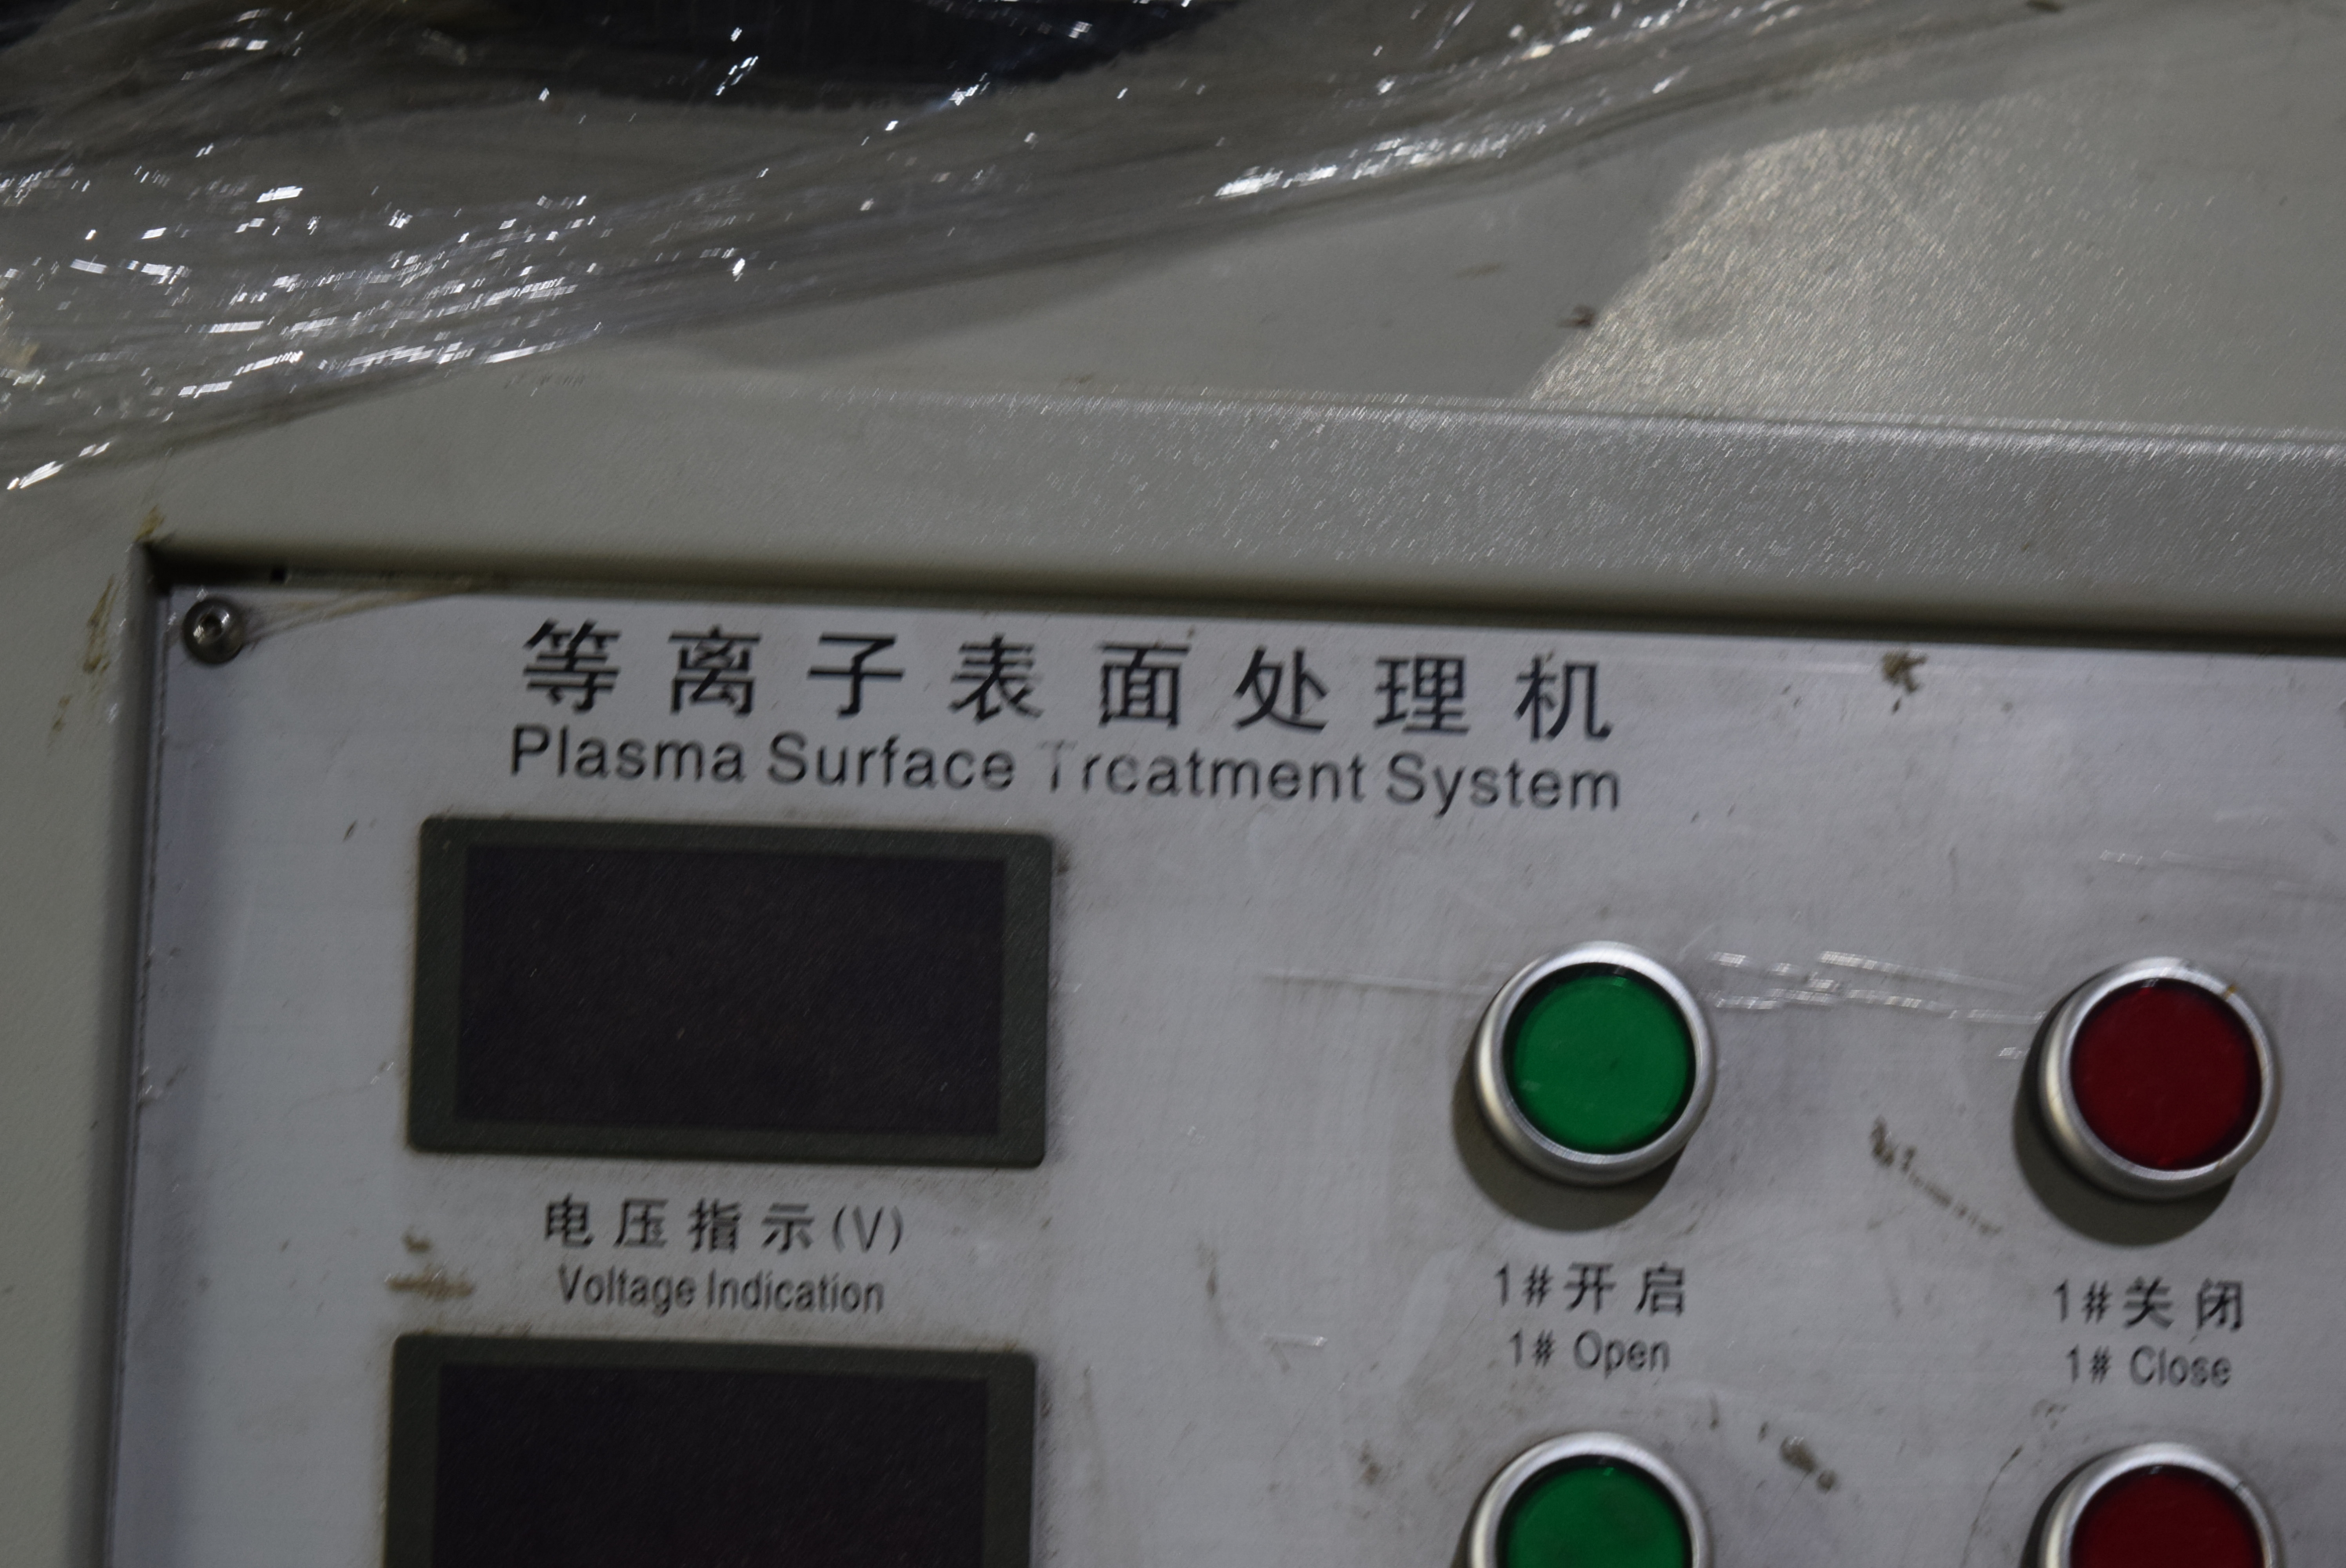 等离子表面处理机
Plasma Surface Treatment System
电压指示(V)
Voltage Indication
1#开启
1# Open
1#关闭
1# Close